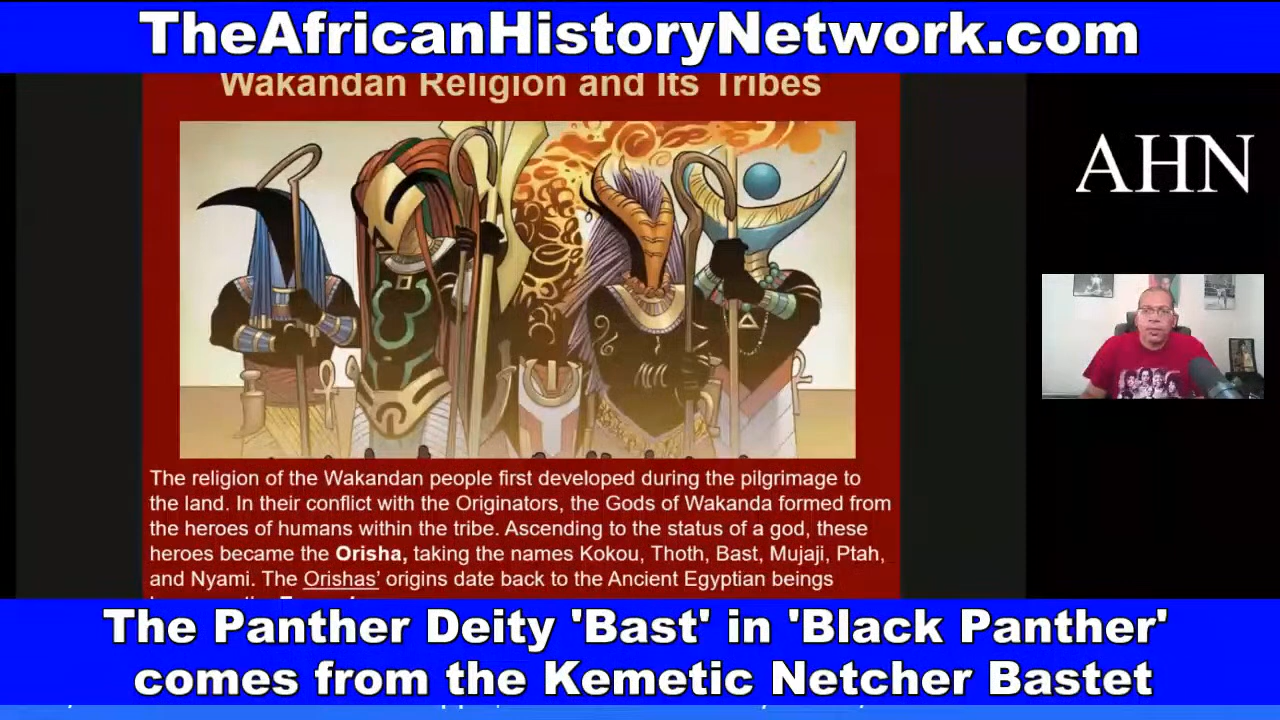 TheAfricanHistoryNetwork.com
Wakandan Religion and Its Tribes
AHN
The religion of the Wakandan people first developed during the pilgrimage to
the land. In their conflict with the Originators, the Gods of Wakanda formed from
the heroes of humans within the tribe. Ascending to the status of a god, these
heroes became the Orisha, taking the names Kokou, Thoth, Bast, Mujaji, Ptah,
and Nyami. The Orishas' origins date back to the Ancient Egyptian beings
The Panther Deity 'Bast' in 'Black Panther'
comes from the Kemetic Netcher Bastet